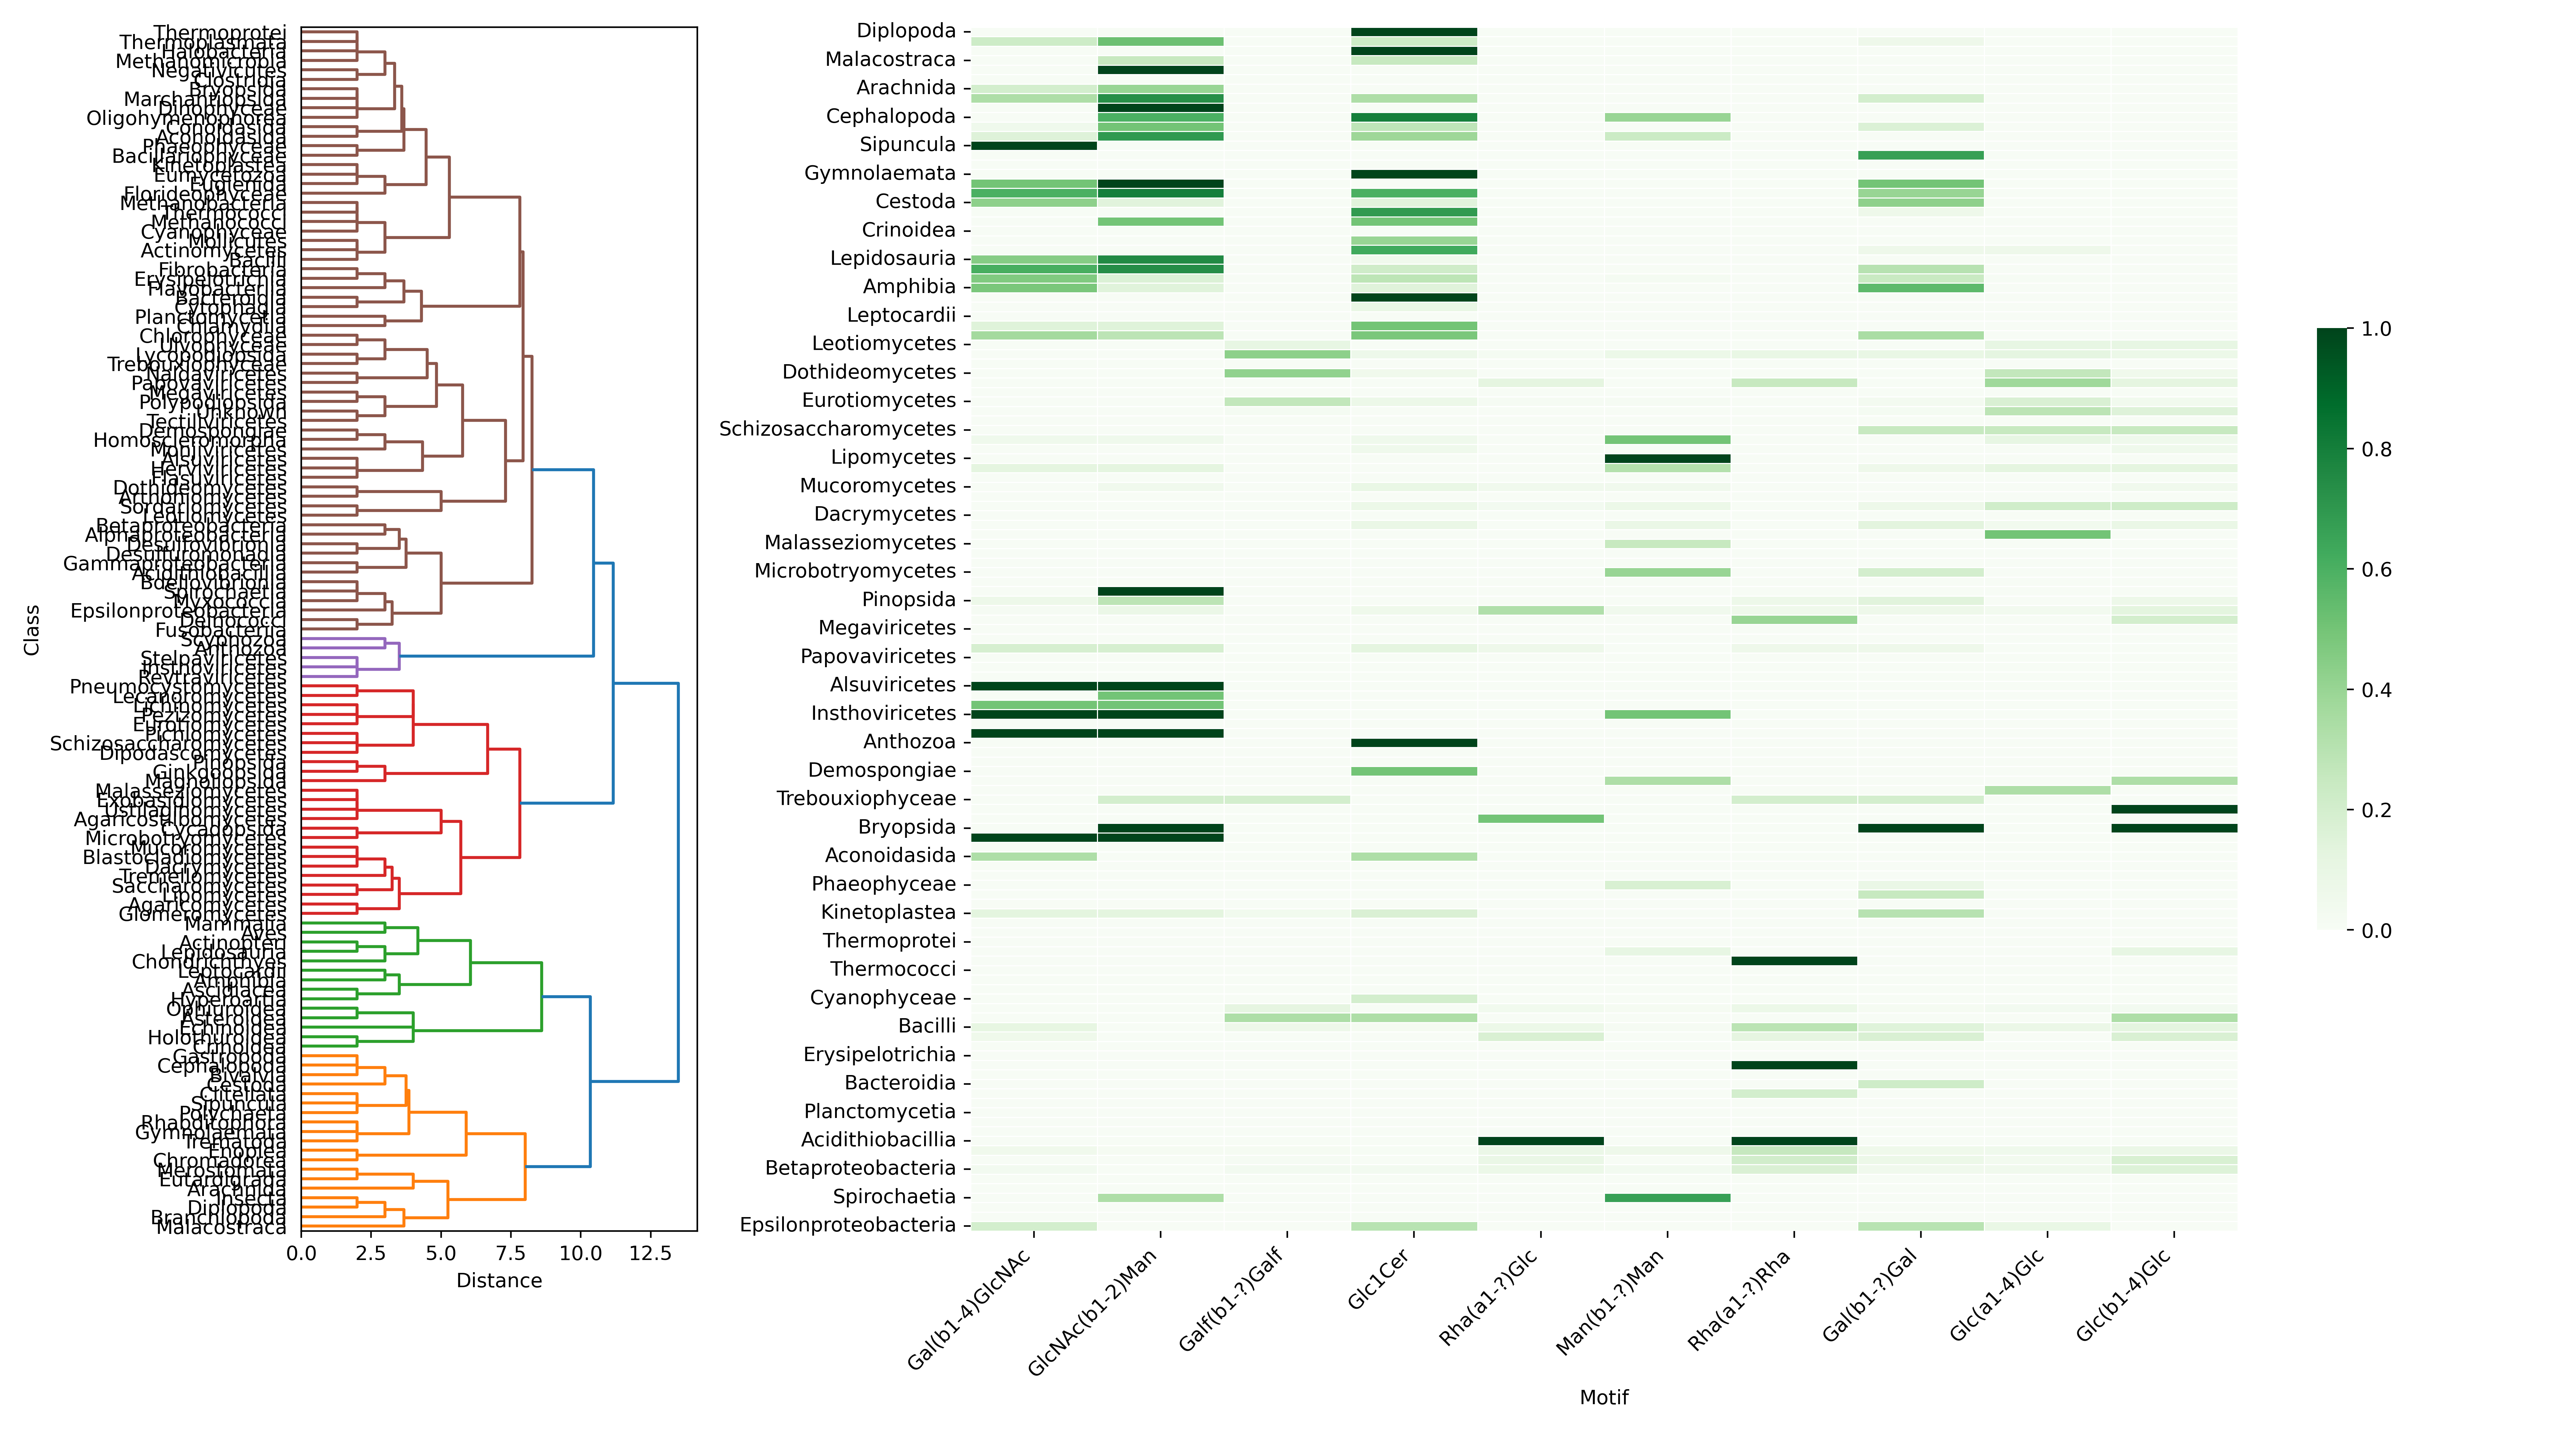 Thermoprotei
Thermoplasmata
Halobacteria
Methanomicrobia
Negativicutes
Clostridia
Bryopsida
Marchantiopsida
Dinophyceae
Oligohymenophorea
Conoidasida
Aconoidasida
Phaeophyceae
Bacillariophyceae
Kinetoplastea
Eumycetozoa
Euglenida
Florideophyceae
Methanobacteria
Thermococci
Methanococci
Cyanophyceae
Mollicutes
Actinomycetes
Bacilli
Fibrobacteria
Erysipelotrichia
Flavobacteriia
Bacteroidia
Cytophagia
Planctomycetia
Chlamydiia
Chlorophyceae
Ulvophyceae
Lycopodiopsida
Trebouxiophyceae
Naldaviricetes
Papovaviricetes
Megaviricetes
Polypodiopsida
Unknown
Tectiliviricetes
Demospongiae
Homoscleromorpha
Monjiviricetes
Alsuviricetes
Herviviricetes
Flasuviricetes
Dothideomycetes
Arthoniomycetes
Sordariomycetes
Leotiomycetes
Betaproteobacteria
Alphaproteobacteria
Desulfovibrionia
Desulfuromonadia
Gammaproteobacteria
Acidithiobacillia
Bdellovibrionia
Spirochaetia
Myxococcia
Epsilonproteobacteria
Deinococci
Fusobacteriia
Scyphozoa
Anthozoa
Stelpaviricetes
Insthoviricetes
Revtraviricetes
Pneumocystomycetes
Lecanoromycetes
Lichinomycetes
Pezizomycetes
Eurotiomycetes
Pichiomycetes
Schizosaccharomycetes
Dipodascomycetes
Pinopsida
Ginkgoopsida
Magnoliopsida
Malasseziomycetes
Exobasidiomycetes
Ustilaginomycetes
Agaricostilbomycetes
Cycadopsida
Microbotryomycetes
Mucoromycetes
Blastocladiomycetes
Dacrymycetes
Tremellomycetes
Saccharomycetes
Lipomycetes
Agaricomycetes
Glomeromycetes
Mammalia
Aves
Actinopteri
Lepidosauria
Chondrichthyes
Leptocardii
Amphibia
Ascidiacea
Hyperoartia
Ophiuroidea
Asteroidea
Echinoidea
Holothuroidea
Crinoidea
Gastropoda
Cephalopoda
Bivalvia
Cestoda
Clitellata
Sipuncula
Polychaeta
Rhabditophora
Gymnolaemata
Trematoda
Enoplea
Chromadorea
Merostomata
Eutardigrada
Arachnida
Insecta
Diplopoda
Branchiopoda
Malacostraca
Class
0.0 2.5 5.0 7.5 10.0 12.5
Distance
Diplopoda
Malacostraca
Arachnida
Cephalopoda
Sipuncula
Gymnolaemata
Cestoda
Crinoidea
Lepidosauria
Amphibia
Leptocardii
Leotiomycetes
Dothideomycetes
Eurotiomycetes
Schizosaccharomycetes
Lipomycetes
Mucoromycetes
Dacrymycetes
Malasseziomycetes
Microbotryomycetes
Pinopsida
Megaviricetes
Papovaviricetes
Alsuviricetes
Insthoviricetes
Anthozoa
Demospongiae
Trebouxiophyceae
Bryopsida
Aconoidasida
Phaeophyceae
Kinetoplastea
Thermoprotei
Thermococci
Cyanophyceae
Bacilli
Erysipelotrichia
Bacteroidia
Planctomycetia
Acidithiobacillia
Betaproteobacteria
Spirochaetia
Epsilonproteobacteria
Gal(b1-4)GlcNAc
GlcNAc(b1-2)Man
Galf(b1-?)Galf
Glc1Cer
Rha(a1-?)Glc
Man(b1-?)Man
Rha(a1-?)Rha
Gal(b1-?)Gal
Glc(a1-4)Glc
Glc(b1-4)Glc
Motif
1.0
0.8
0.6
0.4
0.2
0.0